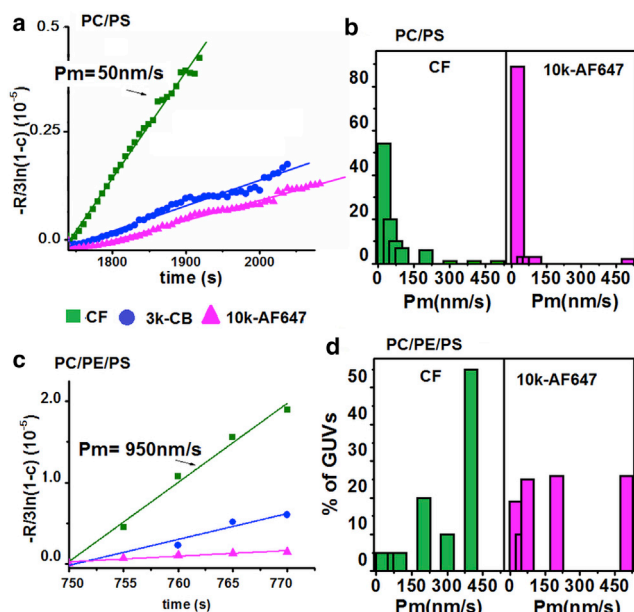 a
PC/PS
0.5
0.25
0.0
-R/3ln(1-c) (10⁻⁵)
Pm=50nm/s
1800
1900
2000
time (s)
b
PC/PS
CF
10k-AF647
80
60
40
20
0
0 150 300 450
0 150 300 450
Pm(nm/s)
Pm(nm/s)
CF
3k-CB
10k-AF647
c
PC/PE/PS
2.0
1.0
0.0
-R/3ln(1-c) (10⁻⁵)
Pm= 950nm/s
750
755
760
765
770
time (s)
d
PC/PE/PS
CF
10k-AF647
50
40
30
20
10
0
% of GUVs
0 150 300 450
0 150 300 450
Pm(nm/s)
Pm(nm/s)